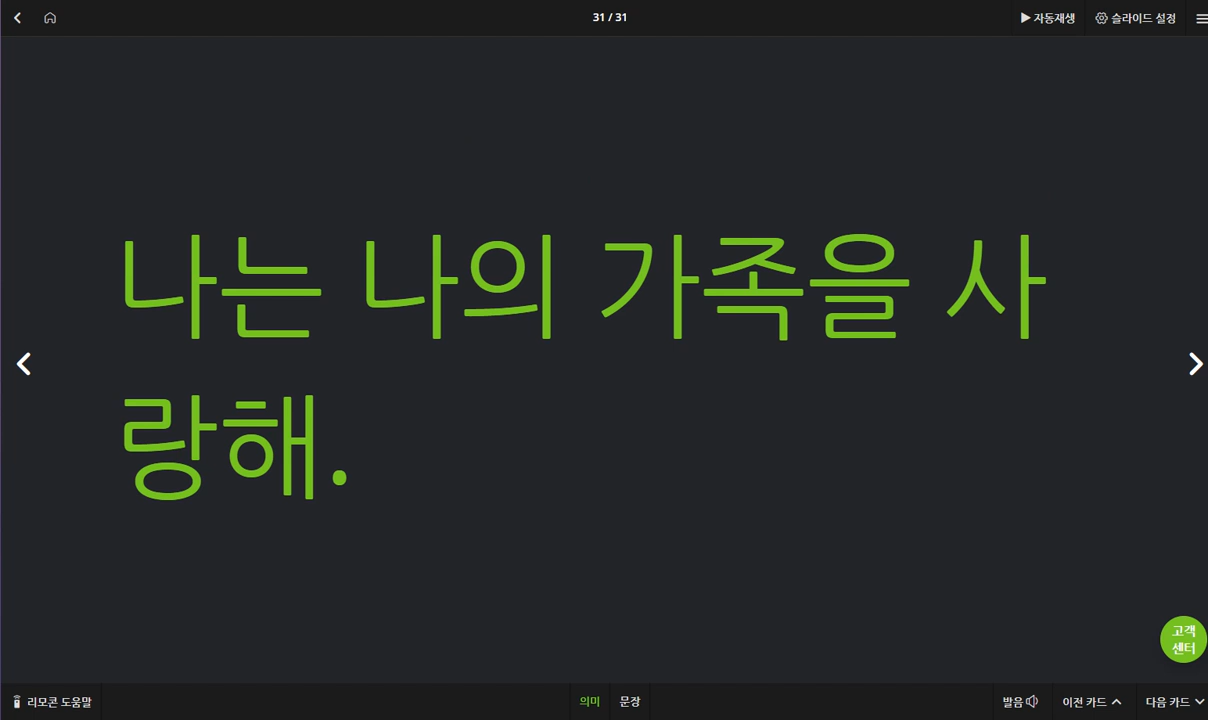 31 / 31
▶ 자동재생
슬라이드 설정
나는 나의 가족을 사
랑해.
고객
센터
리모콘 도움말
의미
문장
발음
이전 카드
다음 카드